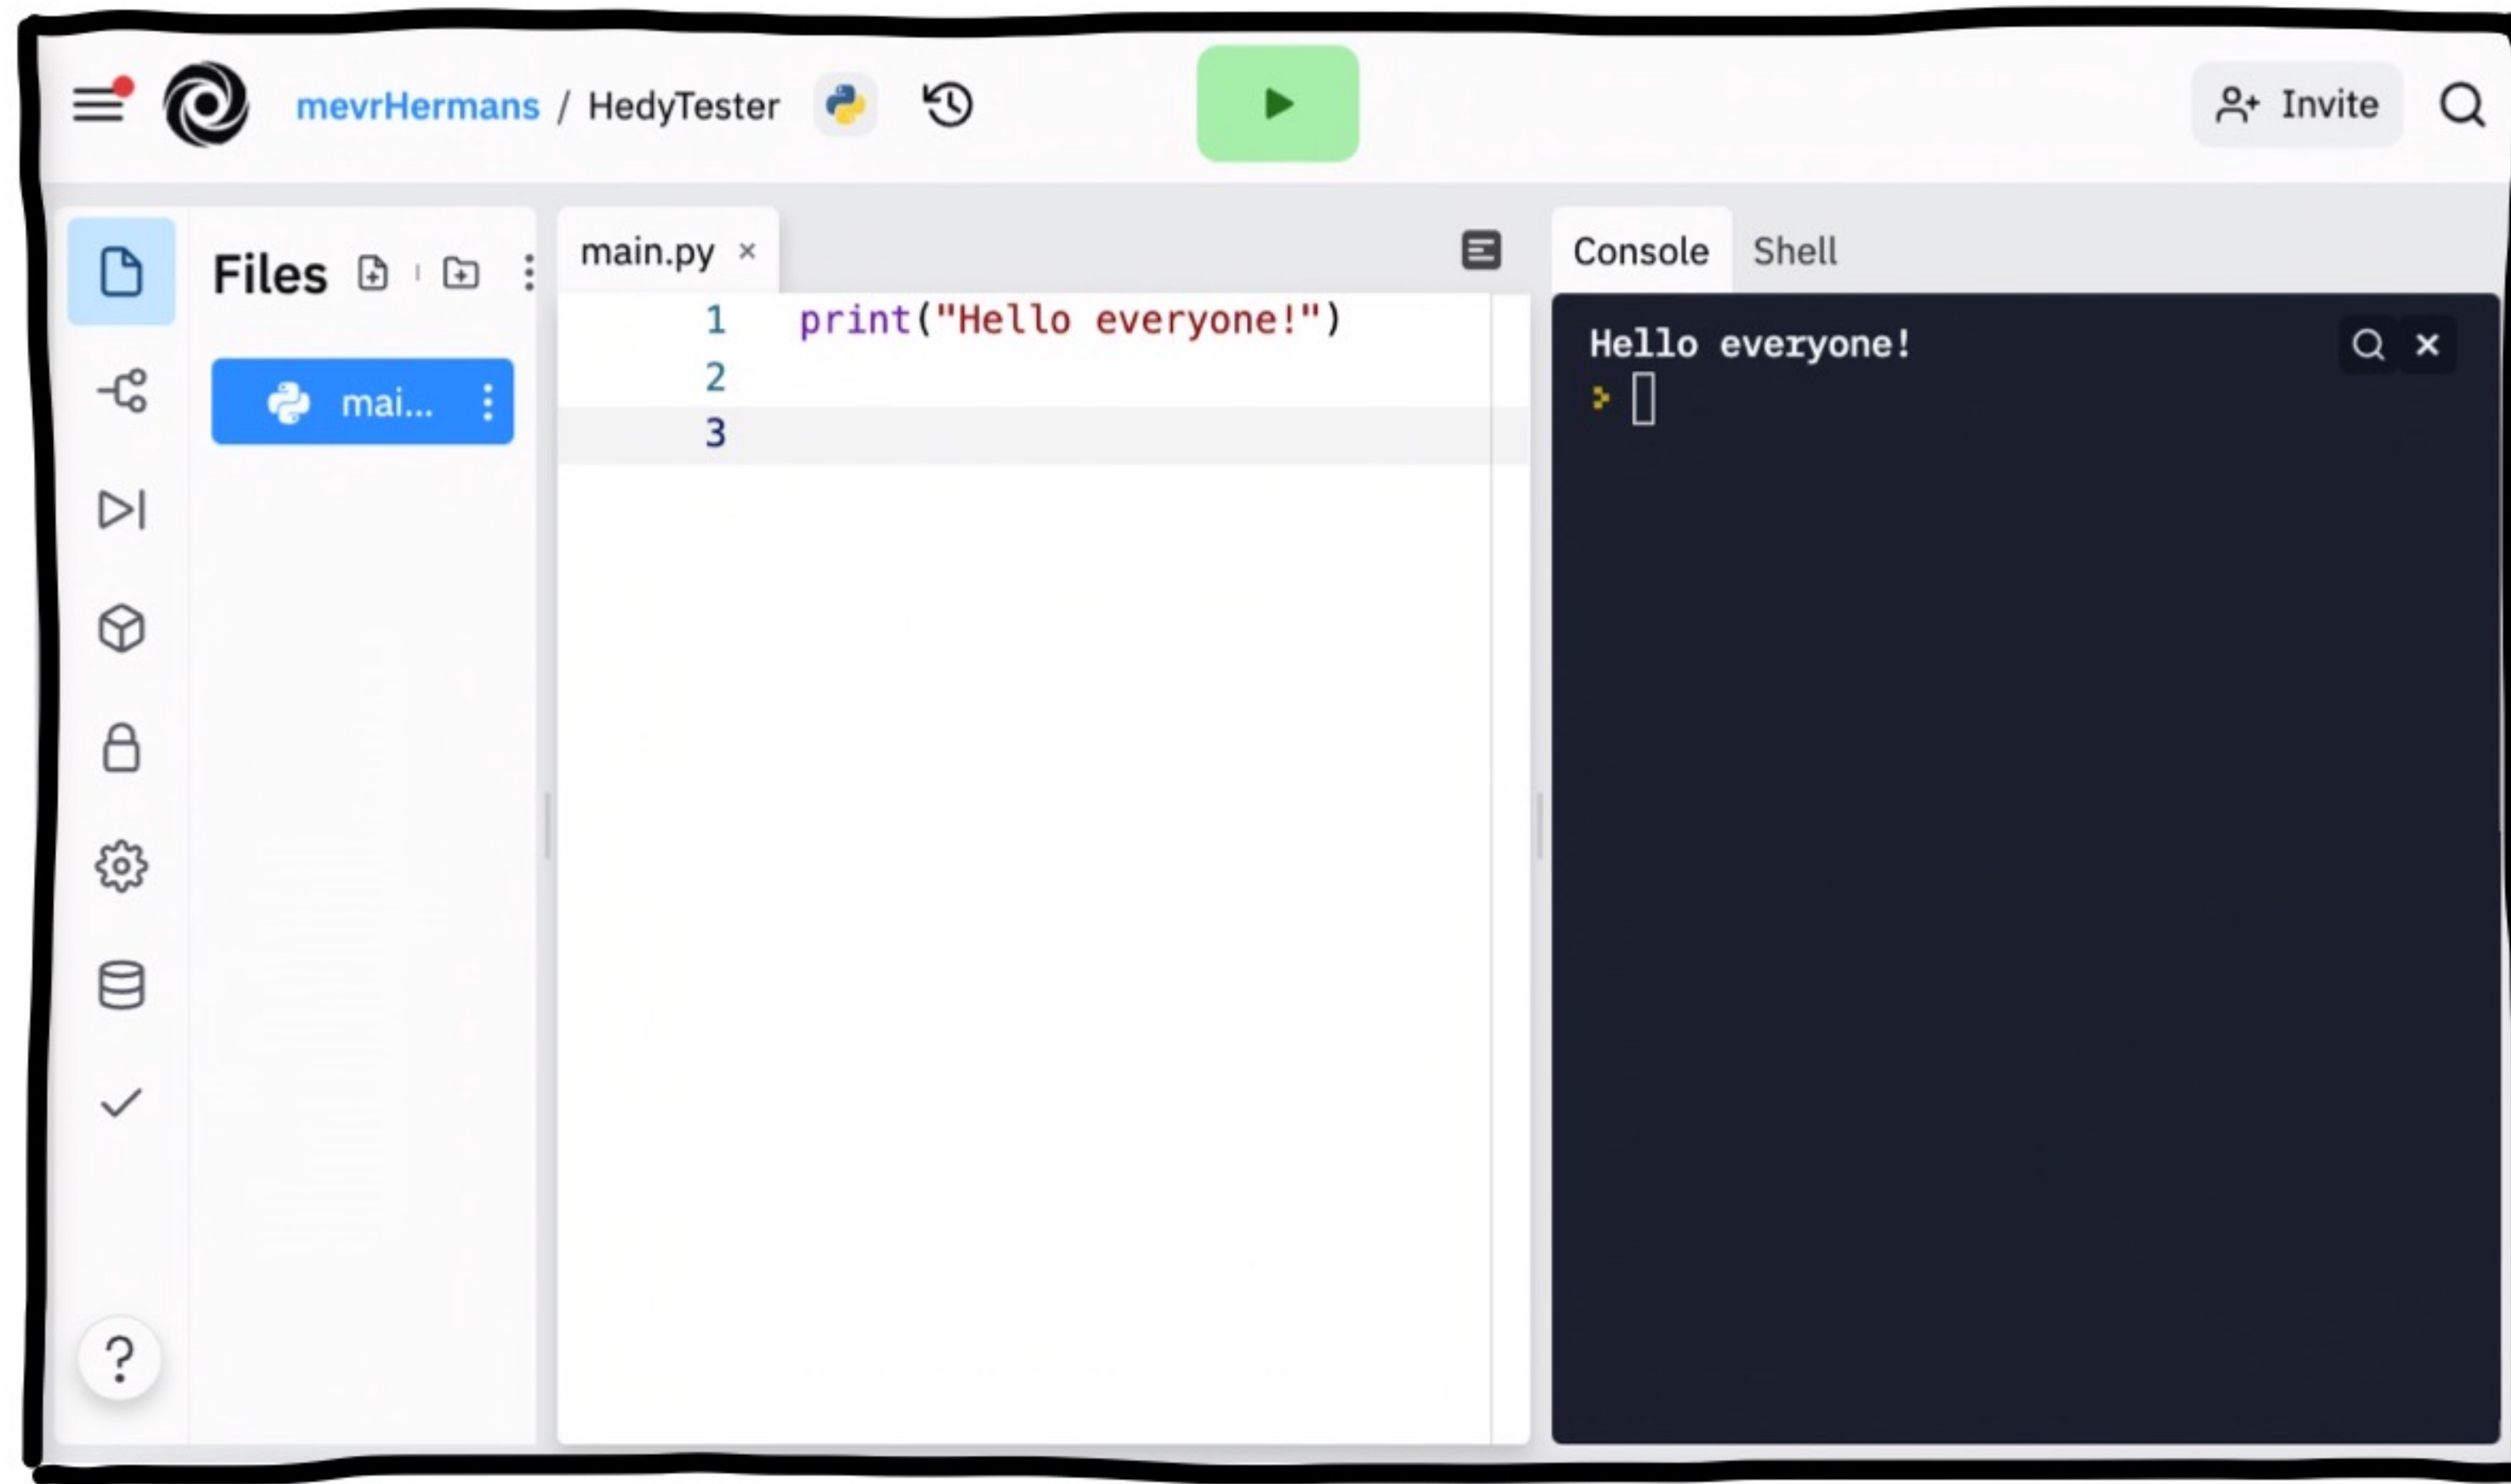 mevrHermans / HedyTester
Invite
Files
mai...
main.py ×
1 print("Hello everyone!")
2
3
Console Shell
Hello everyone!
?